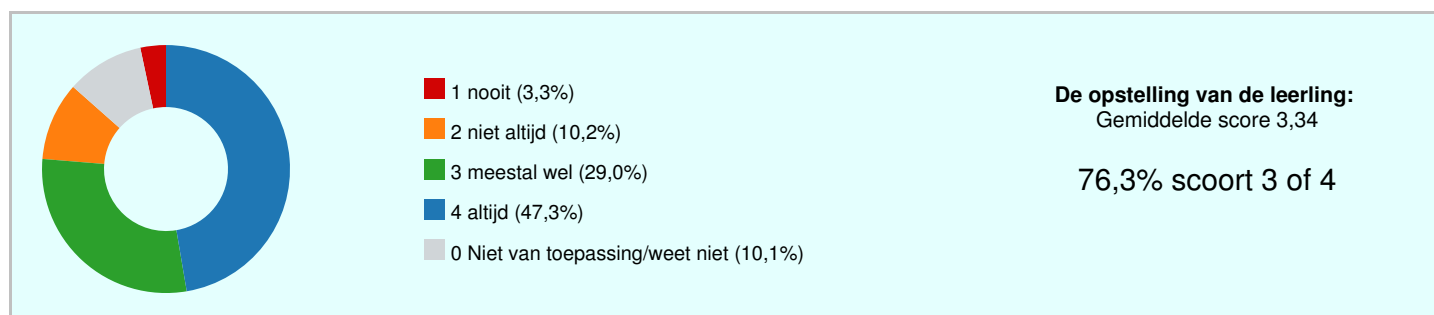 1 nooit (3,3%)
2 niet altijd (10,2%)
3 meestal wel (29,0%)
4 altijd (47,3%)
0 Niet van toepassing/weet niet (10,1%)
De opstelling van de leerling:
Gemiddelde score 3,34
76,3% scoort 3 of 4